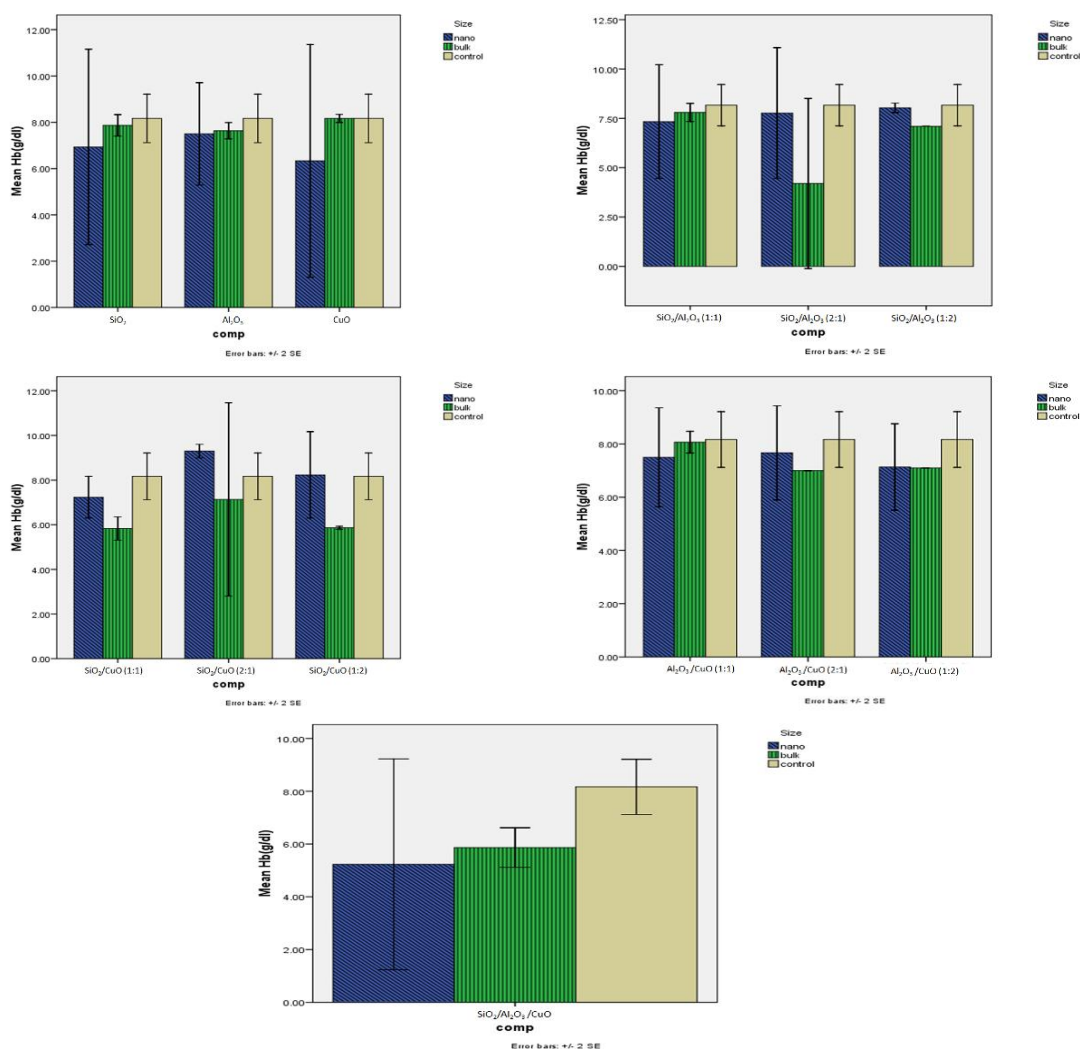 Size
nano
bulk
control
12.00
10.00
8.00
6.00
4.00
2.00
0.00
Mean Hb(g/dl)
SiO₂
Al₂O₃
CuO
comp
Error bars: +/- 2 SE
Size
nano
bulk
control
12.50
10.00
7.50
5.00
2.50
0.00
Mean Hb(g/dl)
SiO₂/Al₂O₃ (1:1)
SiO₂/Al₂O₃ (2:1)
SiO₂/Al₂O₃ (1:2)
comp
Error bars: +/- 2 SE
Size
nano
bulk
control
12.00
10.00
8.00
6.00
4.00
2.00
0.00
Mean Hb(g/dl)
SiO₂/CuO (1:1)
SiO₂/CuO (2:1)
SiO₂/CuO (1:2)
comp
Error bars: +/- 2 SE
Size
nano
bulk
control
10.00
8.00
6.00
4.00
2.00
0.00
Mean Hb(g/dl)
Al₂O₃ /CuO (1:1)
Al₂O₃ /CuO (2:1)
Al₂O₃ /CuO (1:2)
comp
Error bars: +/- 2 SE
Size
nano
bulk
control
10.00
8.00
6.00
4.00
2.00
0.00
Mean Hb(g/dl)
SiO₂/Al₂O₃ /CuO
comp
Error bars: +/- 2 SE